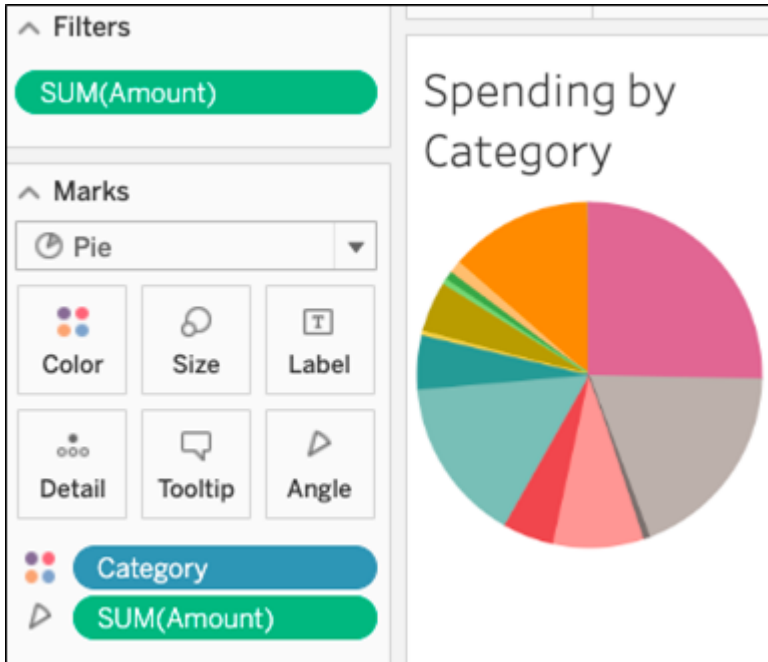 Filters
SUM(Amount)
Marks
Pie
Color Size Label
Detail Tooltip Angle
Category
SUM(Amount)
Spending by
Category